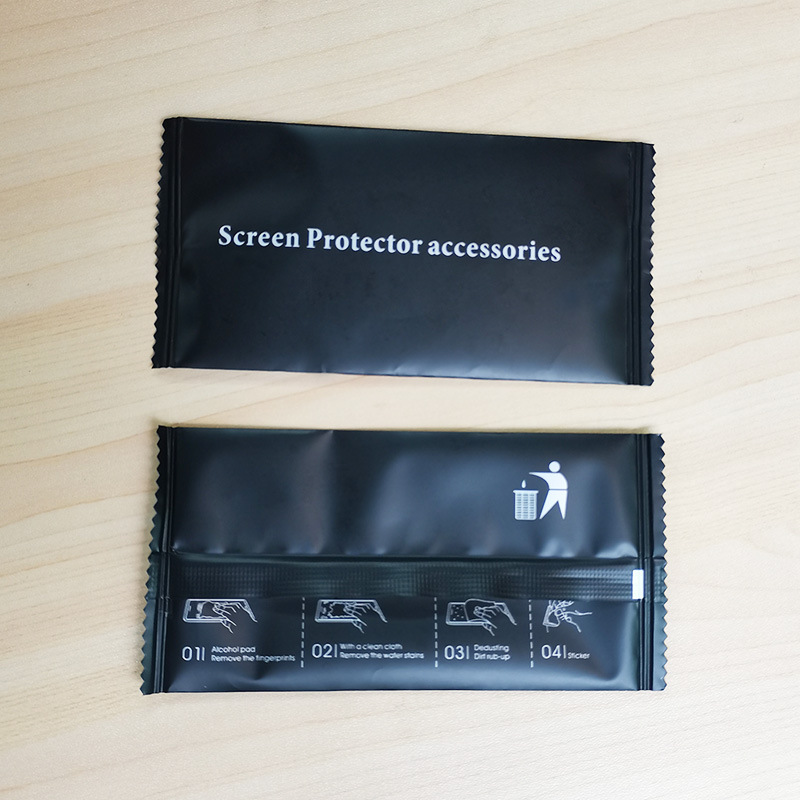 Screen Protector accessories
01| Alcohol pad
Remove the fingerprints
02| With a clean cloth
Remove the water stains
03| Dedusting
Dirt rub-up
04| Sticker